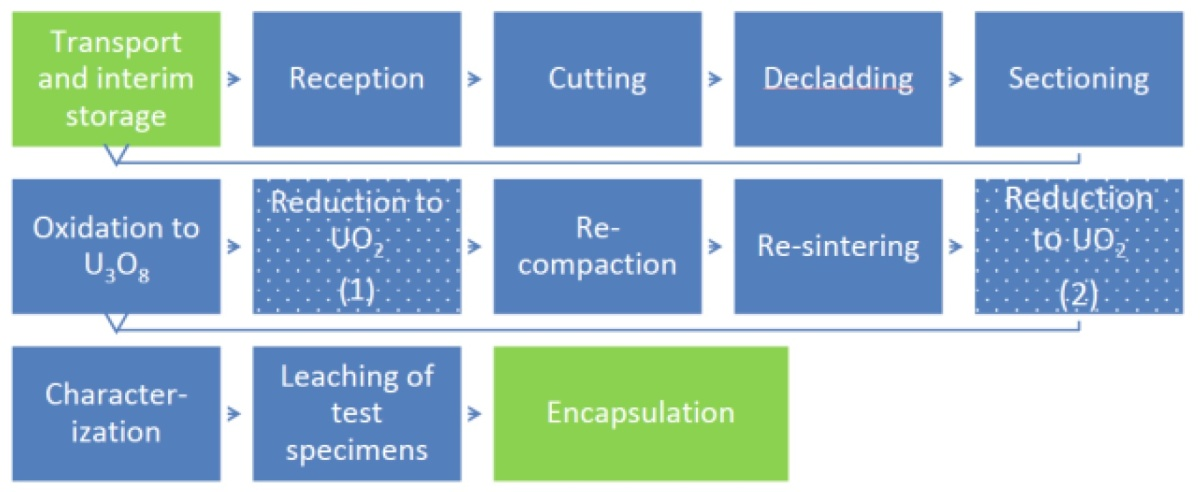 Transport
and interim
storage
Reception
Cutting
Decladding
Sectioning
Oxidation to
U₃O₈
Reduction to
UO₂
(1)
Re-
compaction
Re-sintering
Reduction
to UO₂
(2)
Character-
ization
Leaching of
test
specimens
Encapsulation